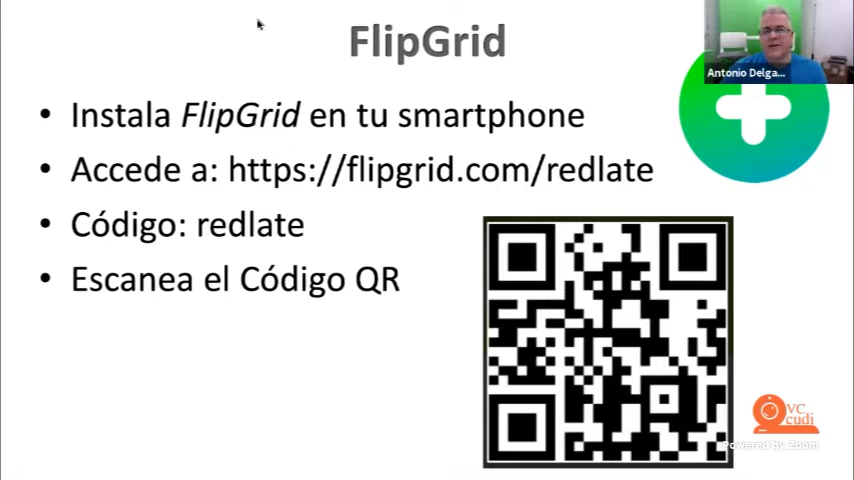 FlipGrid
Antonio Delga...
• Instala FlipGrid en tu smartphone
• Accede a: https://flipgrid.com/redlate
• Código: redlate
• Escanea el Código QR
VC
cudi
Powered by Zoom